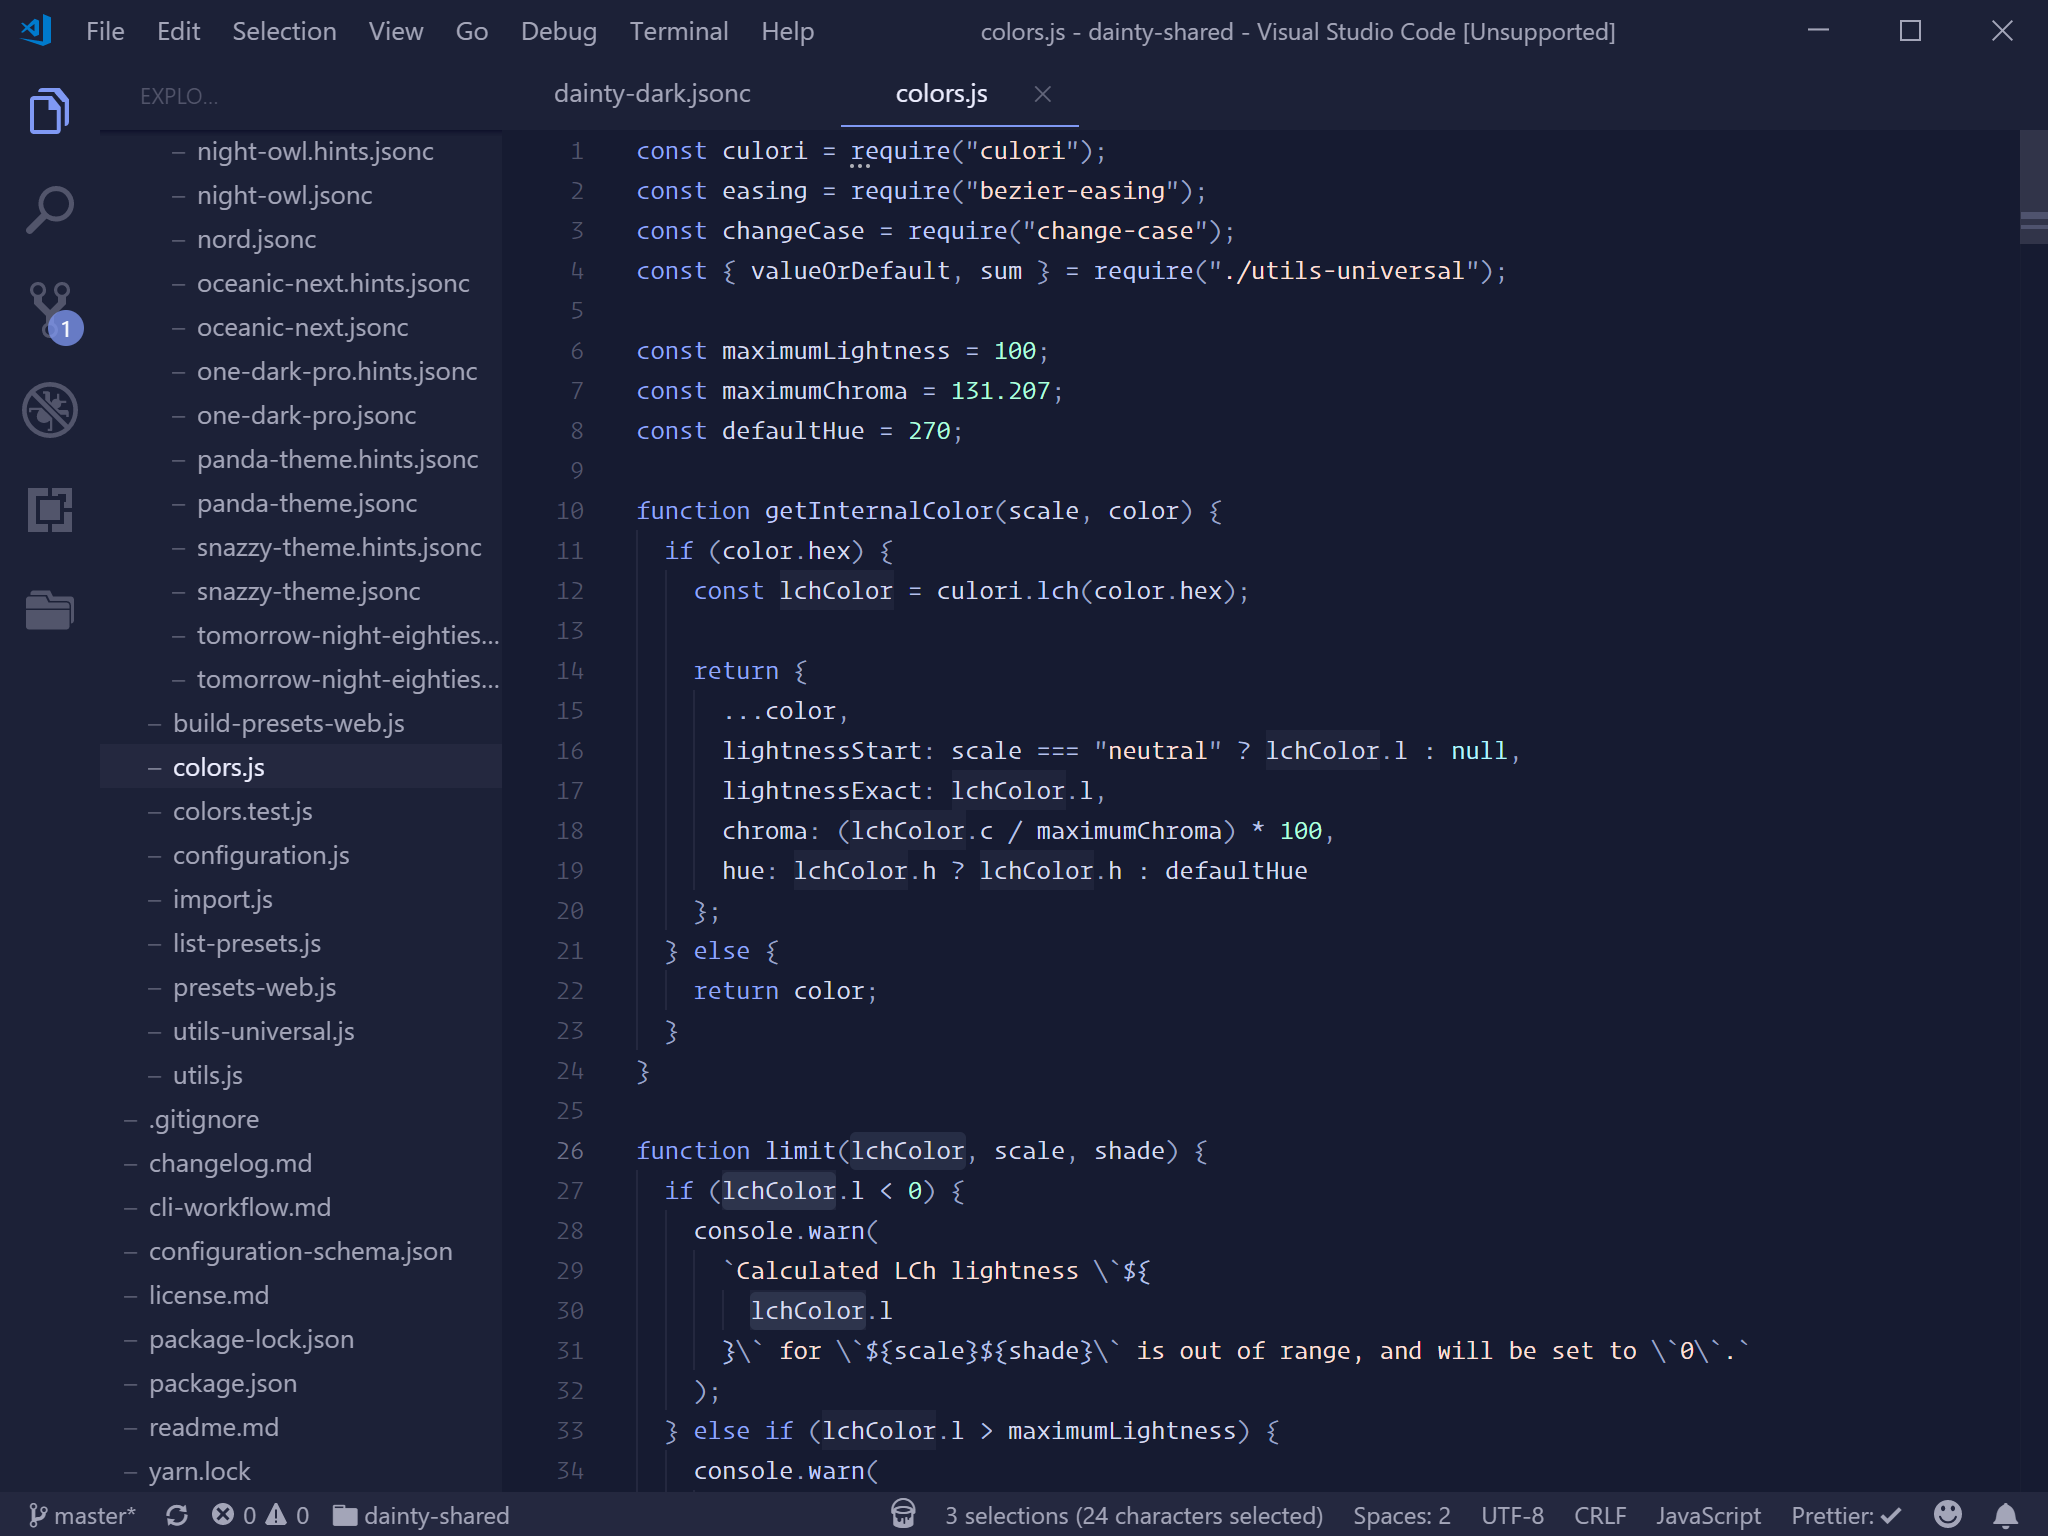 File Edit Selection View Go Debug Terminal Help colors.js - dainty-shared - Visual Studio Code [Unsupported]
EXPLO...
night-owl.hints.jsonc
night-owl.jsonc
nord.jsonc
oceanic-next.hints.jsonc
oceanic-next.jsonc
one-dark-pro.hints.jsonc
one-dark-pro.jsonc
panda-theme.hints.jsonc
panda-theme.jsonc
snazzy-theme.hints.jsonc
snazzy-theme.jsonc
tomorrow-night-eighties...
tomorrow-night-eighties...
build-presets-web.js
colors.js
colors.test.js
configuration.js
import.js
list-presets.js
presets-web.js
utils-universal.js
utils.js
.gitignore
changelog.md
cli-workflow.md
configuration-schema.json
license.md
package-lock.json
package.json
readme.md
yarn.lock
1
dainty-dark.jsonc colors.js
1 const culori = require("culori");
2 const easing = require("bezier-easing");
3 const changeCase = require("change-case");
4 const { valueOrDefault, sum } = require("./utils-universal");
5
6 const maximumLightness = 100;
7 const maximumChroma = 131.207;
8 const defaultHue = 270;
9
10 function getInternalColor(scale, color) {
11 if (color.hex) {
12 const lchColor = culori.lch(color.hex);
13
14 return {
15 ...color,
16 lightnessStart: scale === "neutral" ? lchColor.l : null,
17 lightnessExact: lchColor.l,
18 chroma: (lchColor.c / maximumChroma) * 100,
19 hue: lchColor.h ? lchColor.h : defaultHue
20 };
21 } else {
22 return color;
23 }
24 }
25
26 function limit(lchColor, scale, shade) {
27 if (lchColor.l < 0) {
28 console.warn(
29 `Calculated LCh lightness \`${
30 lchColor.l
31 }\` for \`${scale}${shade}\` is out of range, and will be set to \`0\`.`
32 );
33 } else if (lchColor.l > maximumLightness) {
34 console.warn(
master* 0 0 dainty-shared 3 selections (24 characters selected) Spaces: 2 UTF-8 CRLF JavaScript Prettier: ✓